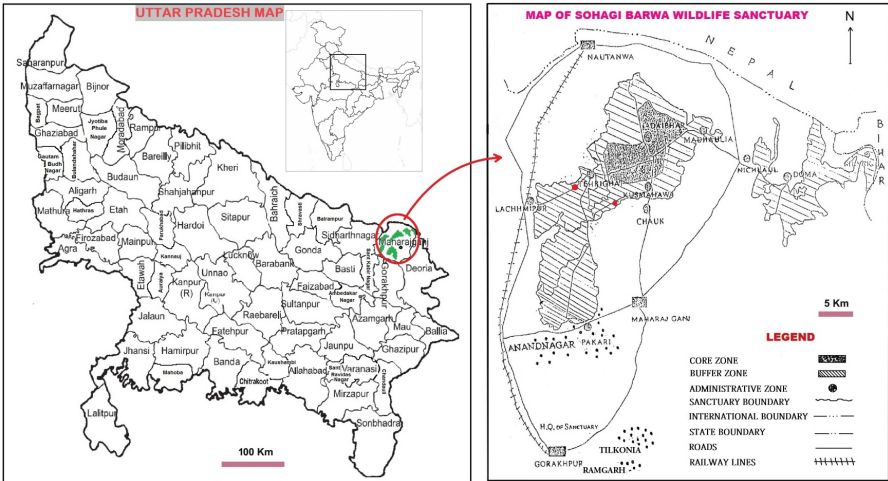 UTTAR PRADESH MAP
Saharanpur
Muzaffarnagar
Bijnor
Bagpat
Meerut
Jyotiba Phule Nagar
Moradabad
Rampur
Ghaziabad
Gautam Budh Nagar
Bulandshahar
Bareilly
Pilibhit
Budaun
Kheri
Aligarh
Shahjahanpur
Bahraich
Shravasti
Balrampur
Mathura
Hathras
Etah
Sitapur
Sidharthnagar
Maharajganj
Farukhabad
Hardoi
Gonda
Agra
Firozabad
Mainpuri
Kannauj
Basti
Sant Kabir Nagar
Gorakhpur
Deoria
Lucknow
Barabanki
Etawah
Auraiya
Kanpur (R)
Unnao
Kanpur (U)
Faizabad
Ambedakar Nagar
Raebareli
Sultanpur
Azamgarh
Mau
Ballia
Jalaun
Fatehpur
Pratapgarh
Jaunpu
Ghazipur
Jhansi
Hamirpur
Banda
Kaushambi
Allahabad
Sant Ravidas Nagar
Varanasi
Chandauli
Mahoba
Chitrakoot
Mirzapur
Lalitpur
Sonbhadra
100 Km
MAP OF SOHAGI BARWA WILDLIFE SANCTUARY
N
NEPAL
BIHAR
NAUTANWA
MADHAULIA
NICHLAUL
DOMA
KUSMAHAWA
LACHHMIPUR
CHAUK
5 Km
MAHARAJ GANJ
ANANDNAGAR
PAKARI
LEGEND
CORE ZONE
BUFFER ZONE
ADMINISTRATIVE ZONE
SANCTUARY BOUNDARY
INTERNATIONAL BOUNDARY
STATE BOUNDARY
ROADS
RAILWAY LINES
H.Q. OF SANCTUARY
GORAKHPUR
TILKONIA
RAMGARH